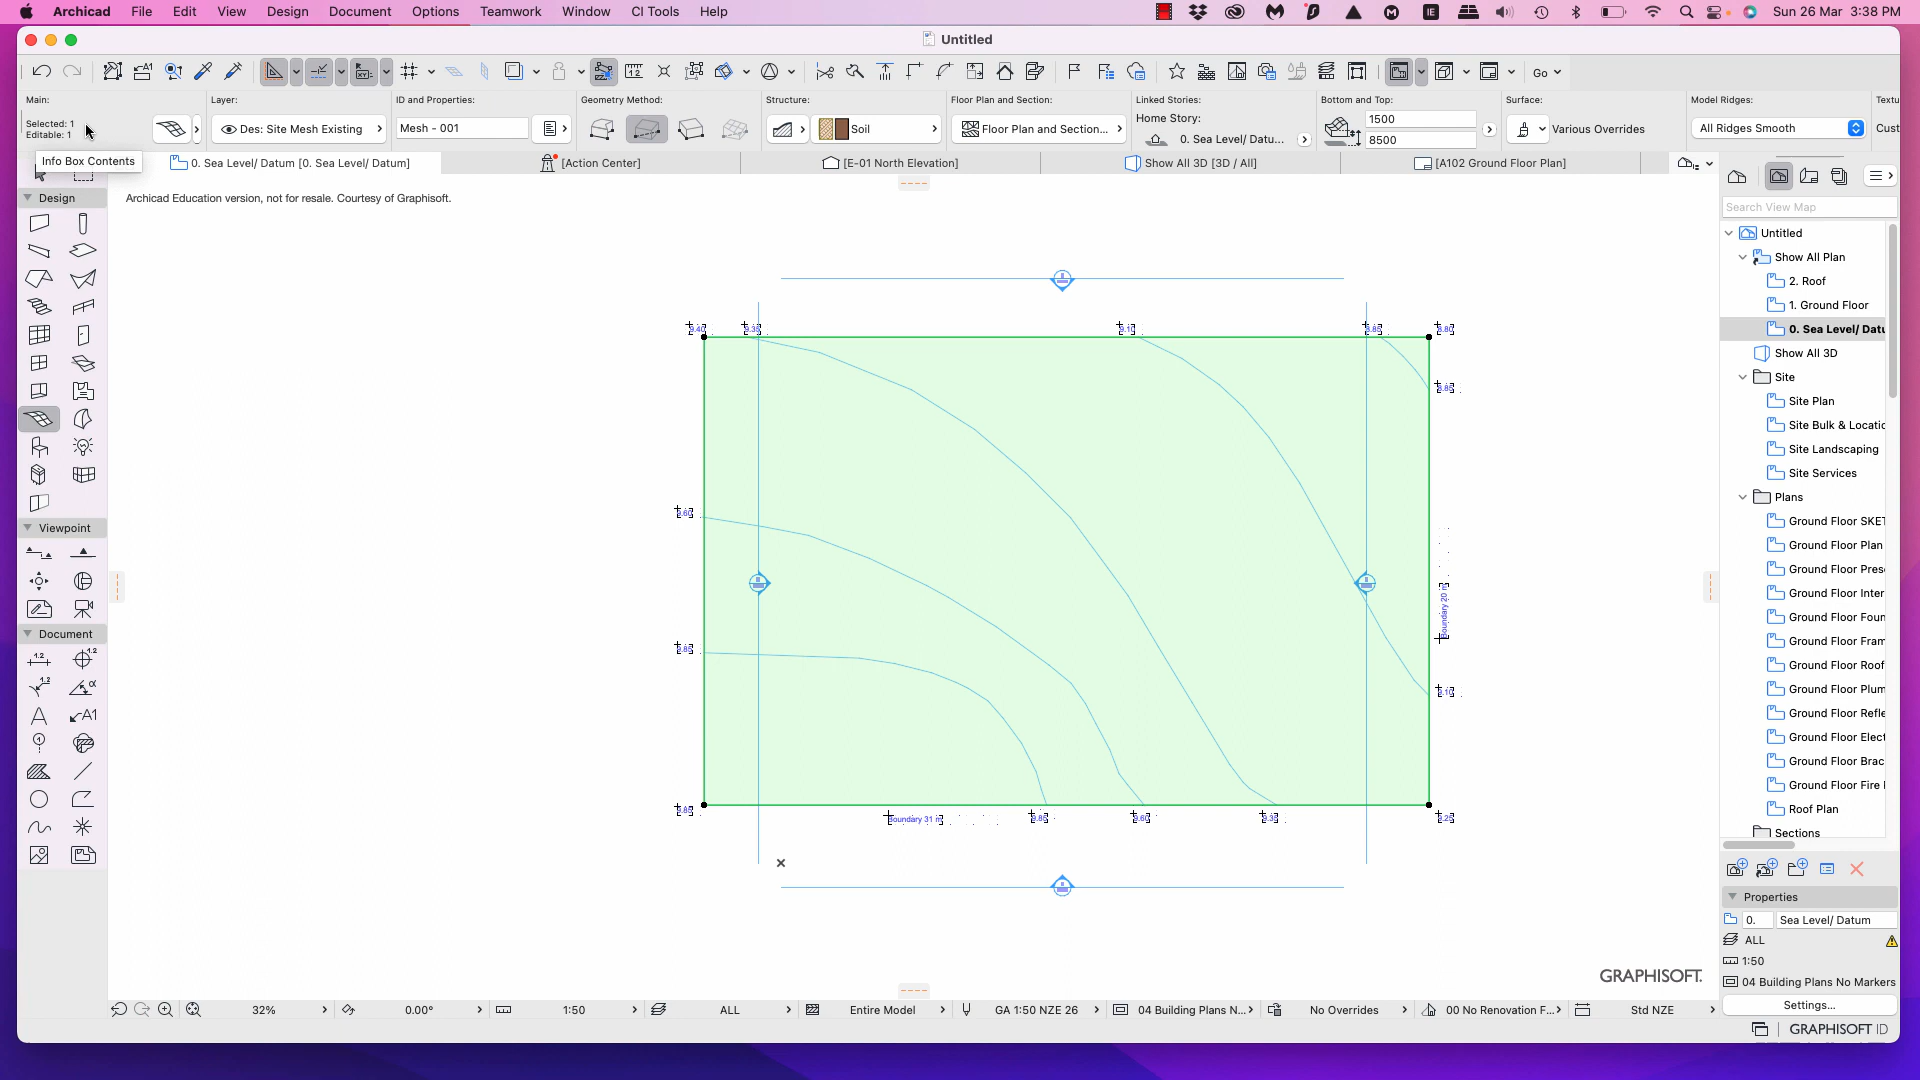 Archicad File Edit View Design Document Options Teamwork Window CI Tools Help
Sun 26 Mar 3:38 PM
Untitled
Go
Main:
Selected: 1
Editable: 1
Layer:
Des: Site Mesh Existing
ID and Properties:
Mesh - 001
Geometry Method:
Structure:
Soil
Floor Plan and Section:
Floor Plan and Section...
Linked Stories:
Home Story:
0. Sea Level/ Datu...
Bottom and Top:
1500
8500
Surface:
Various Overrides
Model Ridges:
All Ridges Smooth
Textu
Cust
Info Box Contents
0. Sea Level/ Datum [0. Sea Level/ Datum]
[Action Center]
[E-01 North Elevation]
Show All 3D [3D / All]
[A102 Ground Floor Plan]
Design
Viewpoint
Document
Archicad Education version, not for resale. Courtesy of Graphisoft.
Boundary 20 m
Boundary 31 m
GRAPHISOFT.
Search View Map
Untitled
Show All Plan
2. Roof
1. Ground Floor
0. Sea Level/ Datu
Show All 3D
Site
Site Plan
Site Bulk & Locatic
Site Landscaping
Site Services
Plans
Ground Floor SKET
Ground Floor Plan
Ground Floor Pres
Ground Floor Inter
Ground Floor Foun
Ground Floor Fram
Ground Floor Roof
Ground Floor Plum
Ground Floor Refle
Ground Floor Elect
Ground Floor Brac
Ground Floor Fire
Roof Plan
Sections
Properties
0. Sea Level/ Datum
ALL
1:50
04 Building Plans No Markers
Settings...
32% 0.00° 1:50 ALL Entire Model GA 1:50 NZE 26 04 Building Plans N... No Overrides 00 No Renovation F... Std NZE
GRAPHISOFT ID